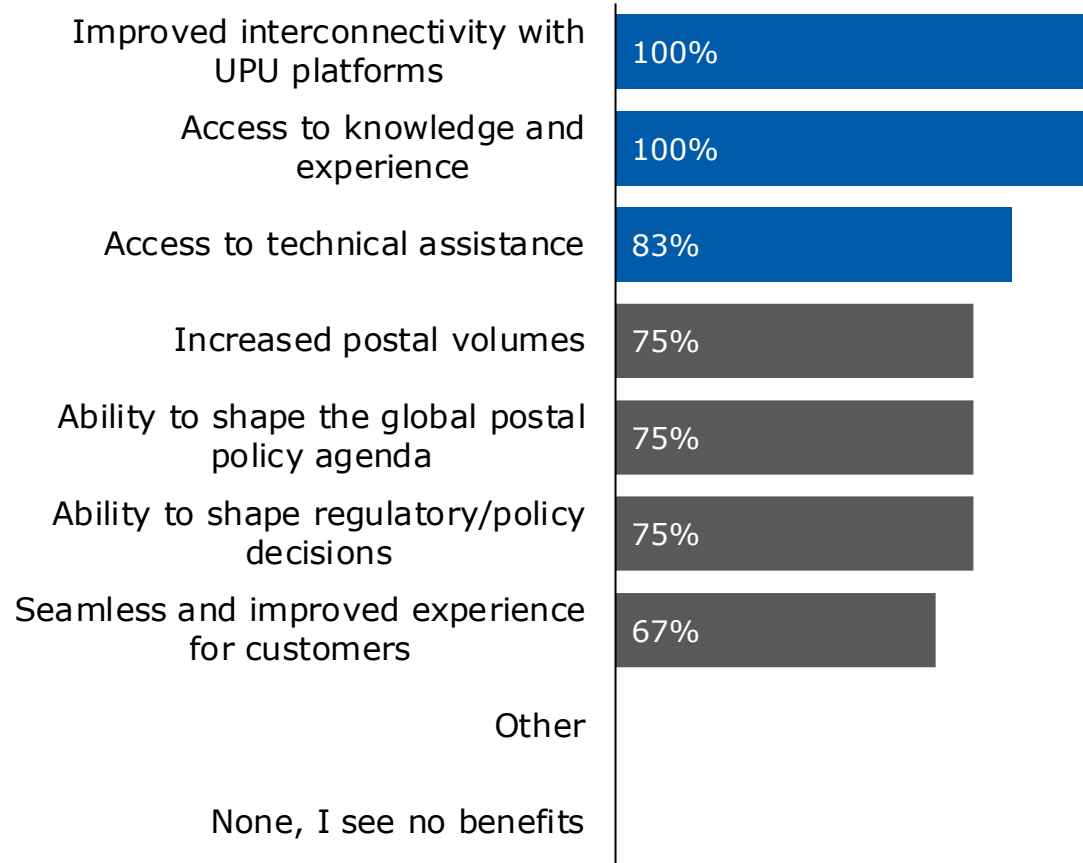 Improved interconnectivity with
UPU platforms
100%
Access to knowledge and
experience
100%
Access to technical assistance
83%
Increased postal volumes
75%
Ability to shape the global postal
policy agenda
75%
Ability to shape regulatory/policy
decisions
75%
Seamless and improved experience
for customers
67%
Other
None, I see no benefits